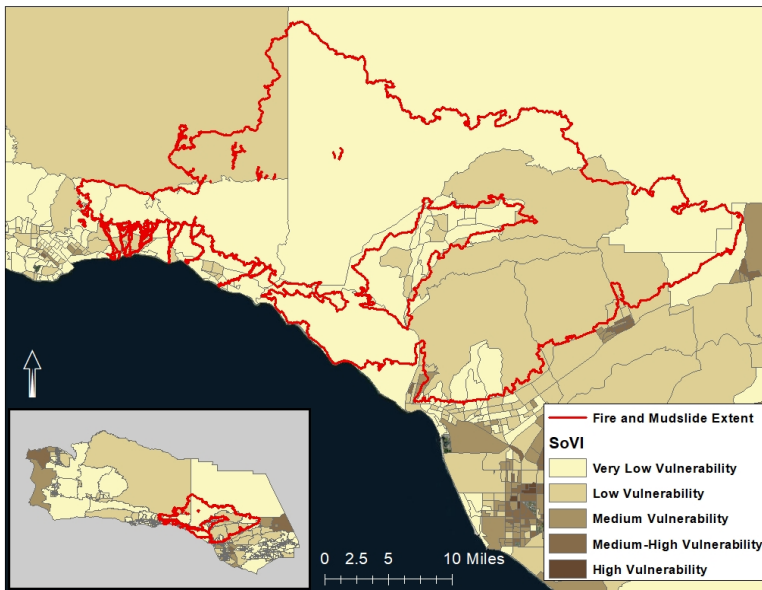 Fire and Mudslide Extent
SoVI
Very Low Vulnerability
Low Vulnerability
Medium Vulnerability
Medium-High Vulnerability
High Vulnerability
0 2.5 5 10 Miles